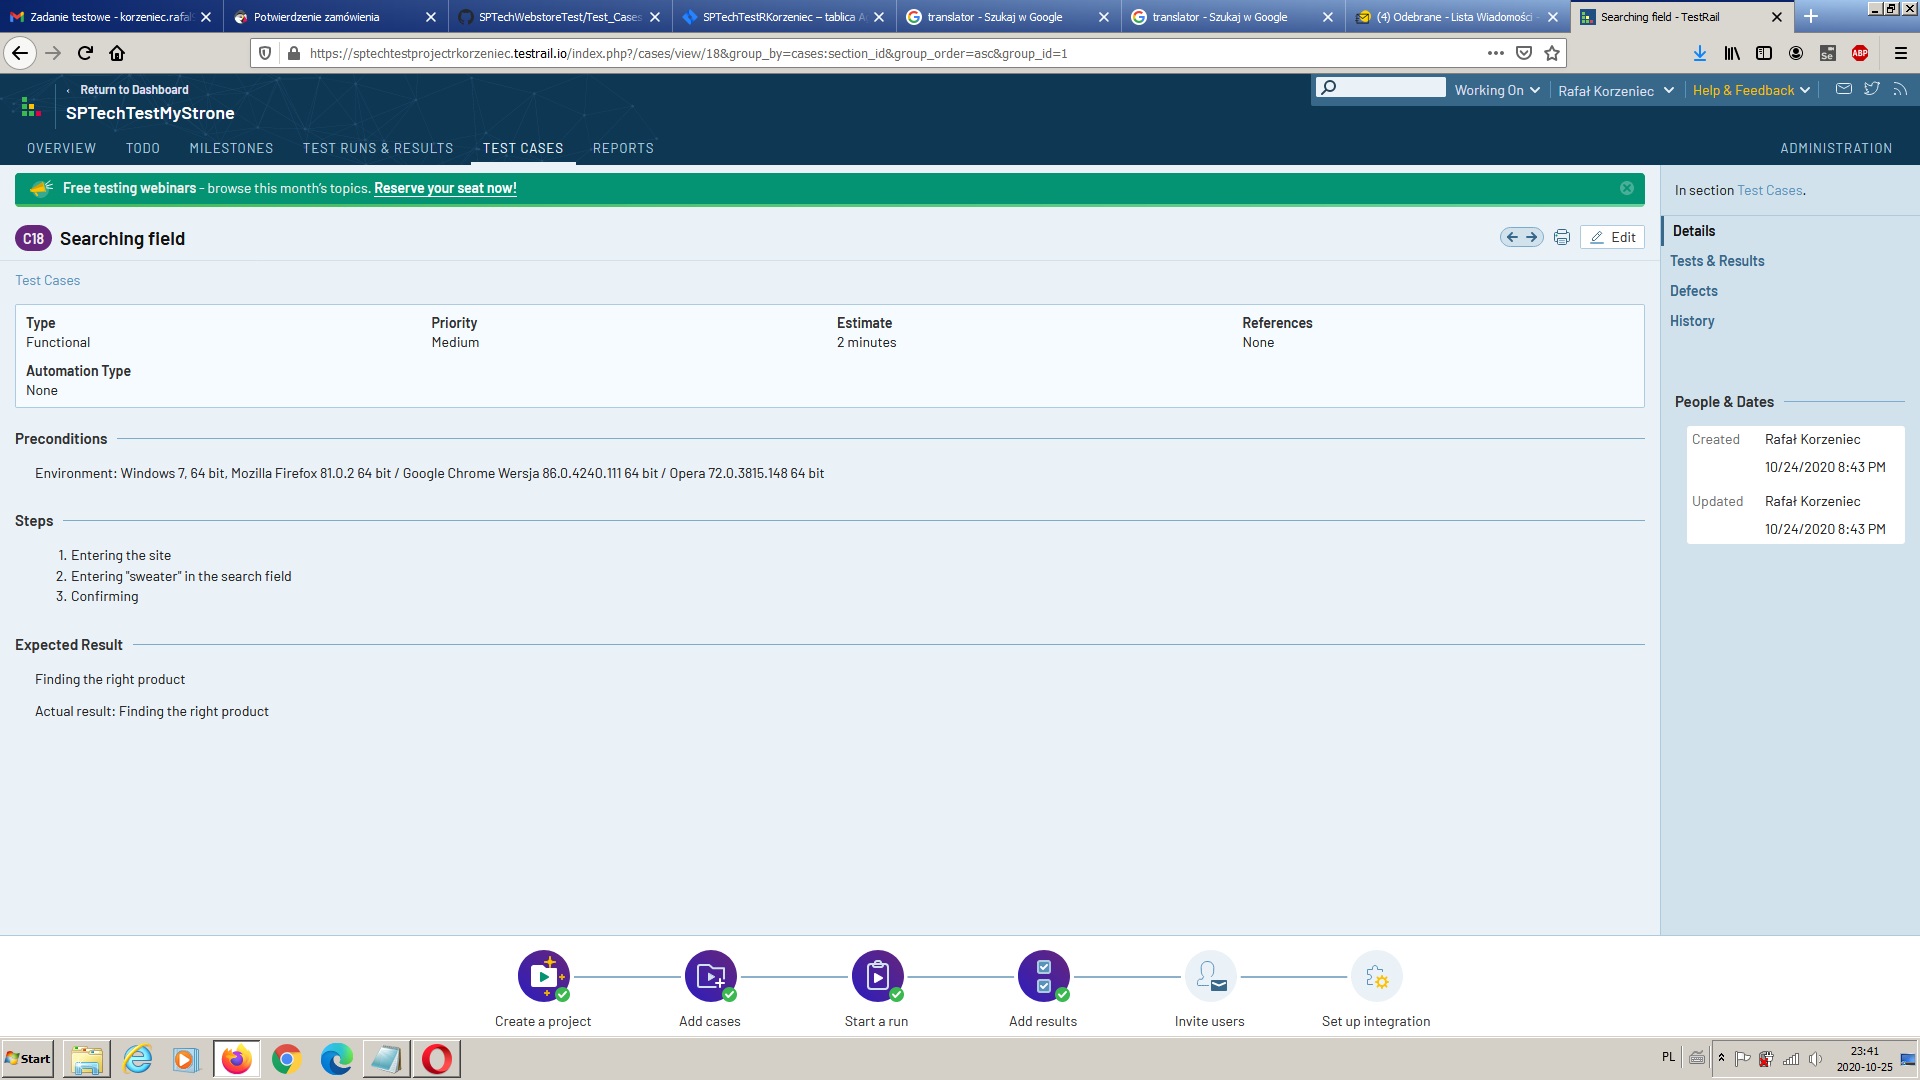 Zadanie testowe - korzeniec.rafal
Potwierdzenie zamówienia
SPTechWebstoreTest/Test_Cases
SPTechTestRKorzeniec – tablica A
translator - Szukaj w Google
translator - Szukaj w Google
(4) Odebrane - Lista Wiadomości -
Searching field - TestRail
https://sptechtestprojectrkorzeniec.testrail.io/index.php?/cases/view/18&group_by=cases:section_id&group_order=asc&group_id=1
Se
ABP
Return to Dashboard
SPTechTestMyStrone
Working On
Rafał Korzeniec
Help & Feedback
OVERVIEW
TODO
MILESTONES
TEST RUNS & RESULTS
TEST CASES
REPORTS
ADMINISTRATION
Free testing webinars - browse this month's topics. Reserve your seat now!
In section Test Cases.
C18 Searching field
Edit
Details
Tests & Results
Defects
History
Test Cases
Type
Functional
Priority
Medium
Estimate
2 minutes
References
None
Automation Type
None
People & Dates
Created Rafał Korzeniec
10/24/2020 8:43 PM
Updated Rafał Korzeniec
10/24/2020 8:43 PM
Preconditions
Environment: Windows 7, 64 bit, Mozilla Firefox 81.0.2 64 bit / Google Chrome Wersja 86.0.4240.111 64 bit / Opera 72.0.3815.148 64 bit
Steps
1. Entering the site
2. Entering "sweater" in the search field
3. Confirming
Expected Result
Finding the right product
Actual result: Finding the right product
Create a project
Add cases
Start a run
Add results
Invite users
Set up integration
Start
PL
23:41
2020-10-25